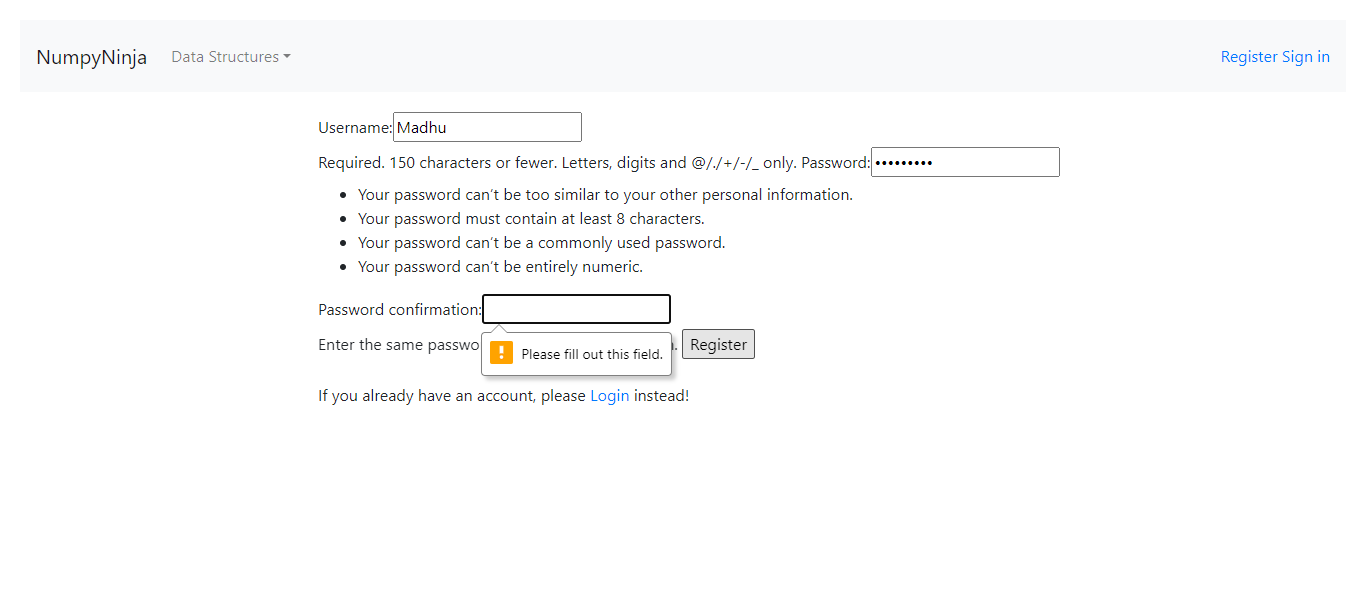 NumpyNinja Data Structures Register Sign in
Username: Madhu
Required. 150 characters or fewer. Letters, digits and @/./+/-/_ only. Password: •••••••••
• Your password can't be too similar to your other personal information.
• Your password must contain at least 8 characters.
• Your password can't be a commonly used password.
• Your password can't be entirely numeric.
Password confirmation:
Enter the same Register
Please fill out this field.
If you already have an account, please Login instead!